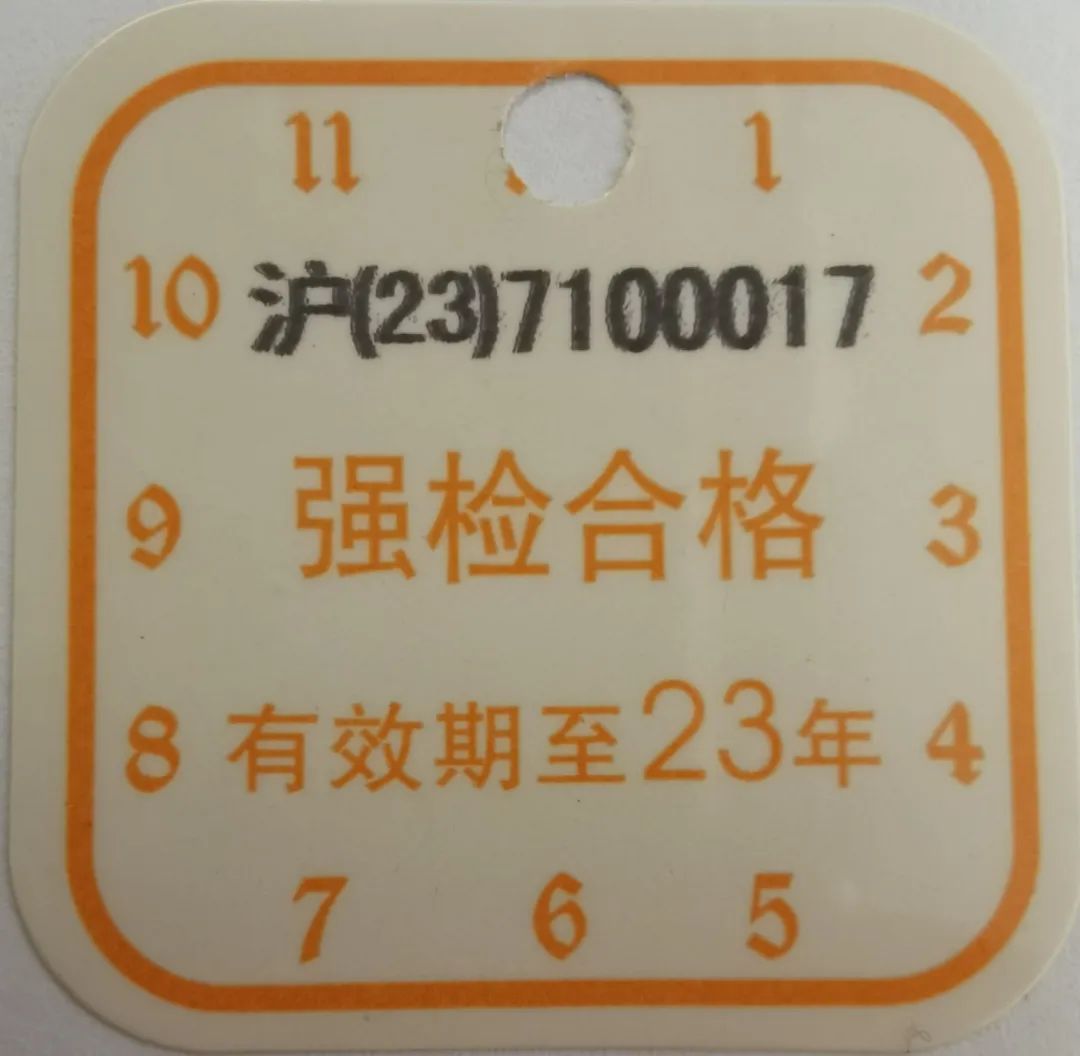 11 1
10 沪(23)7100017 2
9 强检合格 3
8 有效期至23年 4
7 6 5